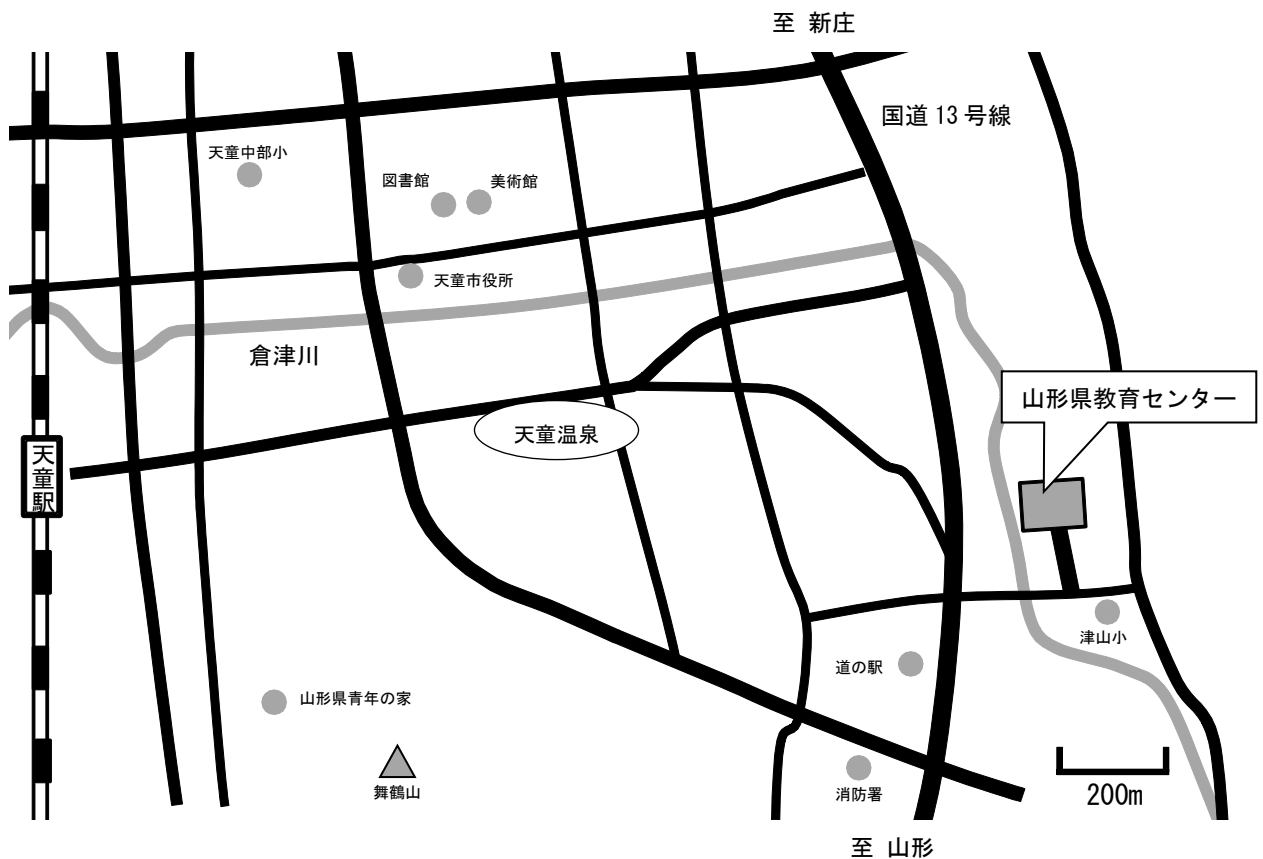 至 新庄
国道13号線
天童中部小
図書館
美術館
天童市役所
倉津川
山形県教育センター
天童温泉
天童駅
津山小
道の駅
山形県青年の家
舞鶴山
消防署
200m
至 山形